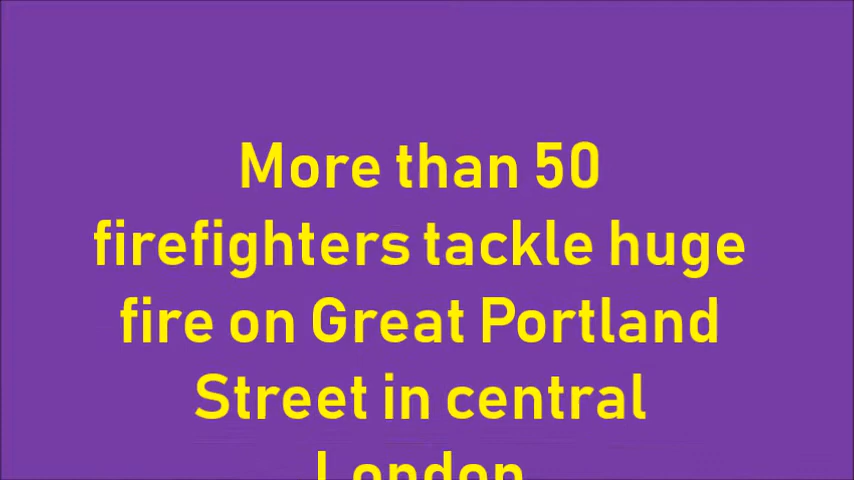 More than 50
firefighters tackle huge
fire on Great Portland
Street in central
London